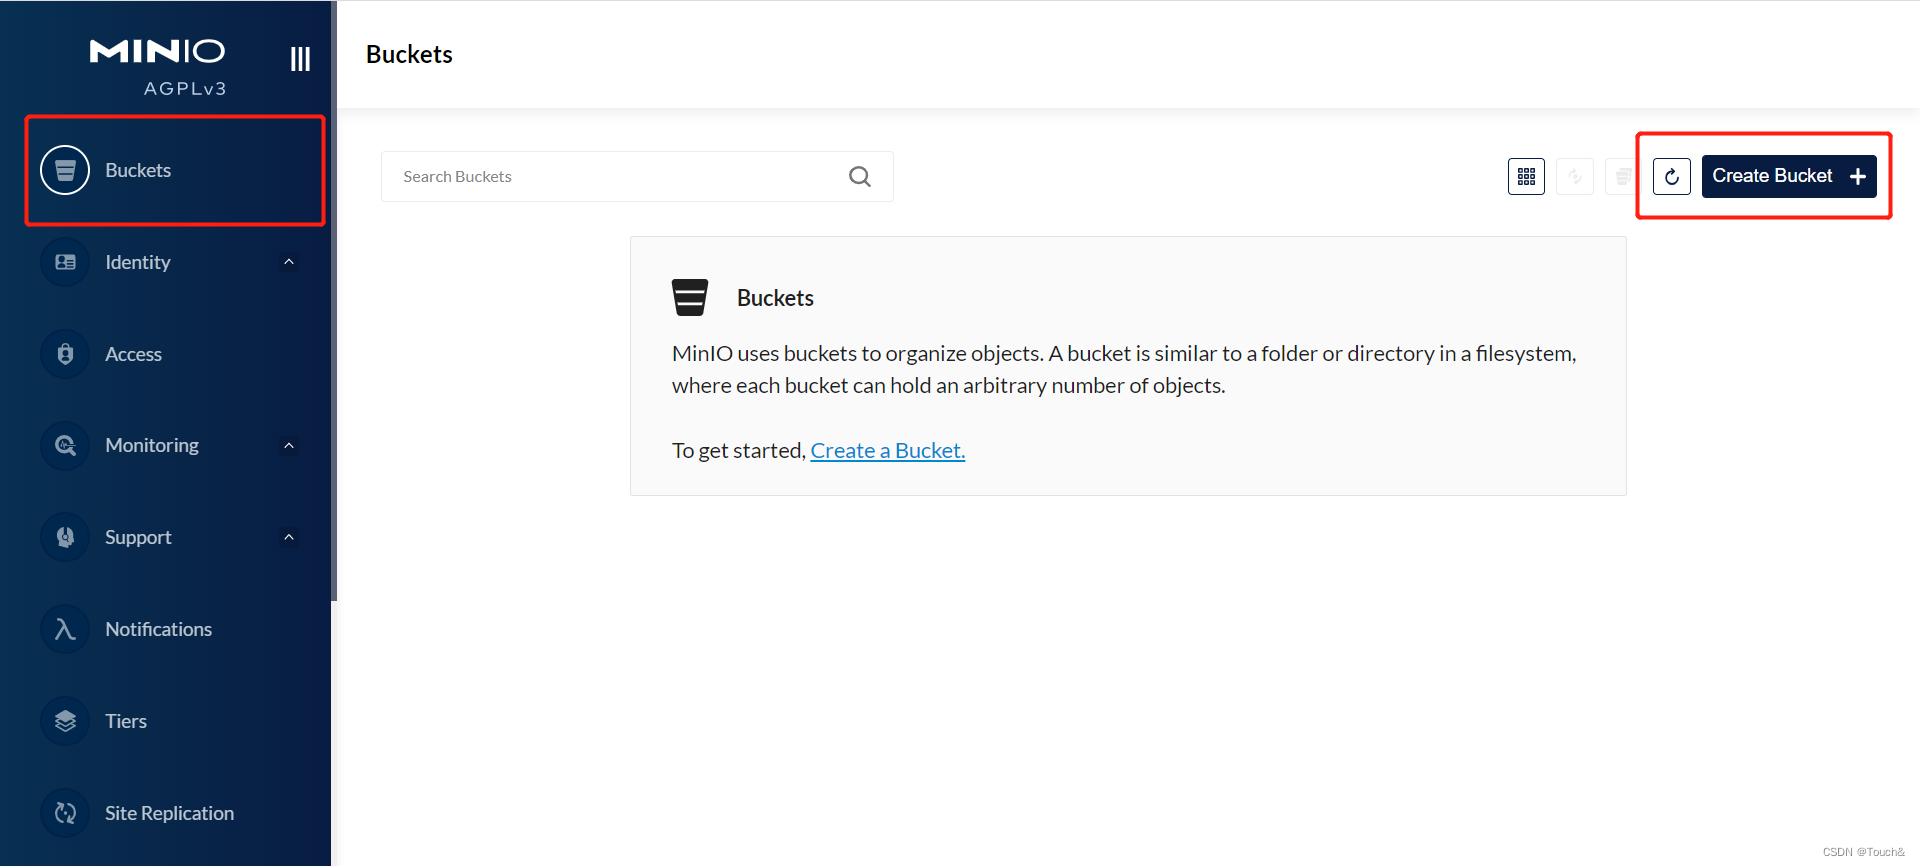 MINIO
AGPLv3
Buckets
Identity
Access
Monitoring
Support
Notifications
Tiers
Site Replication
Buckets
Search Buckets
Create Bucket
Buckets
MinIO uses buckets to organize objects. A bucket is similar to a folder or directory in a filesystem,
where each bucket can hold an arbitrary number of objects.
To get started, Create a Bucket.
CSDN @Touch&